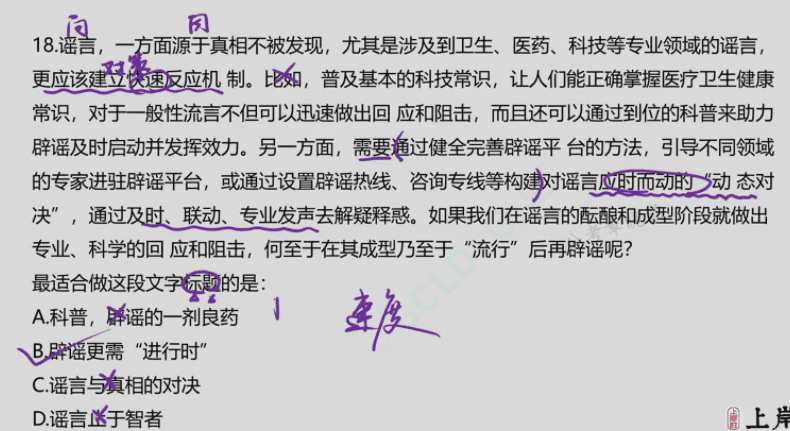 问 因
18.谣言，一方面源于真相不被发现，尤其是涉及到卫生、医药、科技等专业领域的谣言，
对策
更应该建立快速反应机 制。比如，普及基本的科技常识，让人们能正确掌握医疗卫生健康
常识，对于一般性流言不但可以迅速做出回 应和阻击，而且还可以通过到位的科普来助力
辟谣及时启动并发挥效力。另一方面，需要通过健全完善辟谣平 台的方法，引导不同领域
的专家进驻辟谣平台，或通过设置辟谣热线、咨询专线等构建对谣言应时而动的“动 态对
决”，通过及时、联动、专业发声去解疑释惑。如果我们在谣言的酝酿和成型阶段就做出
专业、科学的回 应和阻击，何至于在其成型乃至于“流行”后再辟谣呢？
最适合做这段文字标题的是：
A.科普，辟谣的一剂良药
速度
B.辟谣更需“进行时”
C.谣言与真相的对决
D.谣言止于智者
上岸